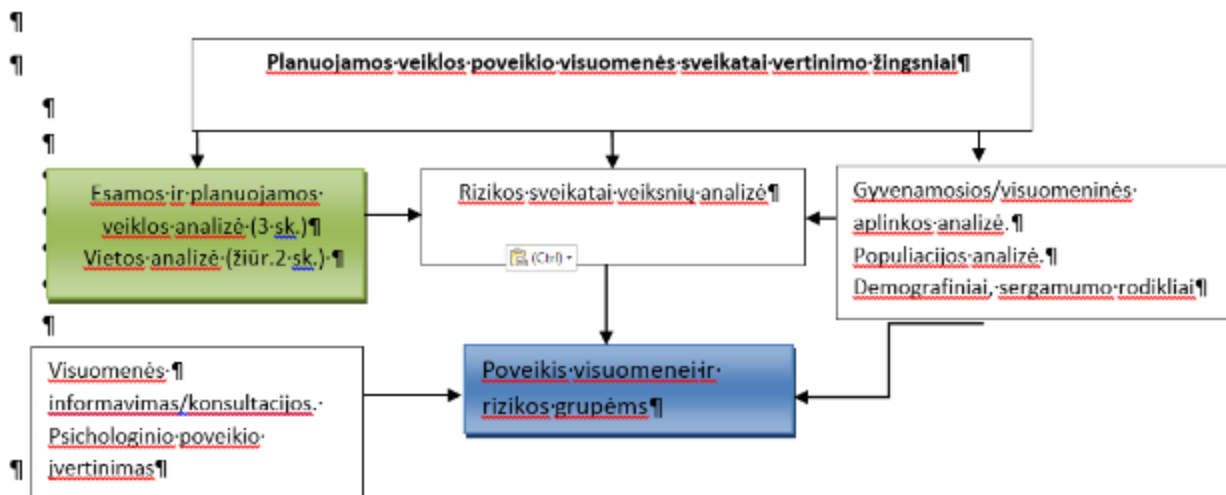 Planuojamos veiklos poveikio visuomenės sveikatai vertinimo žingsniai¶
Esamos ir planuojamos
veiklos analizė (3 sk.)¶
Vietos analizė (žiūr.2 sk.) ¶
Rizikos sveikatai veiksnių analizė¶
(Ctrl)
Gyvenamosios/visuomeninės
aplinkos analizė.¶
Populiacijos analizė.¶
Demografiniai, sergamumo rodikliai¶
Visuomenės ¶
informavimas/konsultacijos.
Psichologinio poveikio
įvertinimas¶
Poveikis visuomenei ir
rizikos grupėms¶